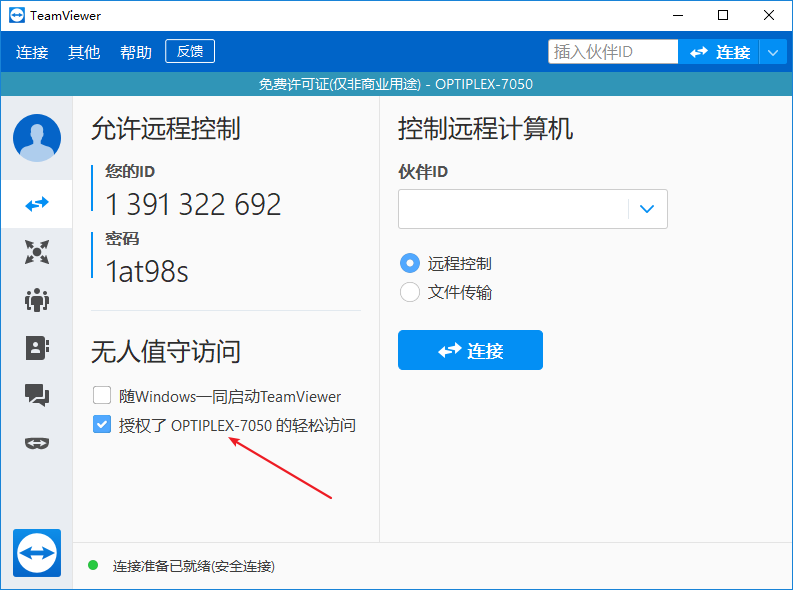 TeamViewer
连接 其他 帮助 反馈 插入伙伴ID 连接
免费许可证(仅非商业用途) - OPTIPLEX-7050
允许远程控制
您的ID
1 391 322 692
密码
1at98s
无人值守访问
随Windows一同启动TeamViewer
授权了 OPTIPLEX-7050 的轻松访问
控制远程计算机
伙伴ID
远程控制
文件传输
连接
连接准备已就绪(安全连接)